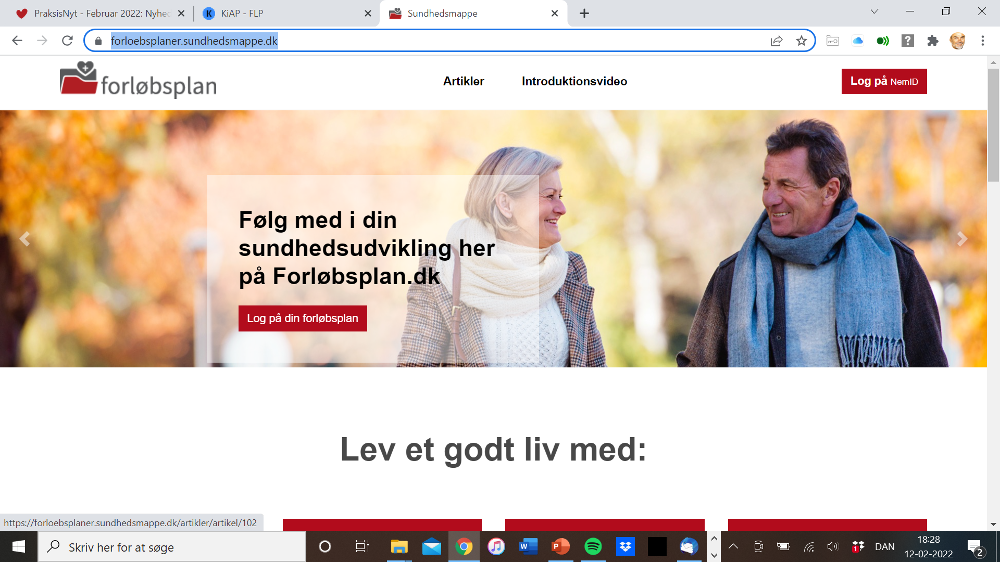 PraksisNyt - Februar 2022: Nyhed
KiAP - FLP
Sundhedsmappe
forloebsplaner.sundhedsmappe.dk
forløbsplan
Artikler
Introduktionsvideo
Log på NemID
Følg med i din
sundhedsudvikling her
på Forløbsplan.dk
Log på din forløbsplan
Lev et godt liv med:
https://forloebsplaner.sundhedsmappe.dk/artikler/artikel/102
Skriv her for at søge
DAN
18:28
12-02-2022
2